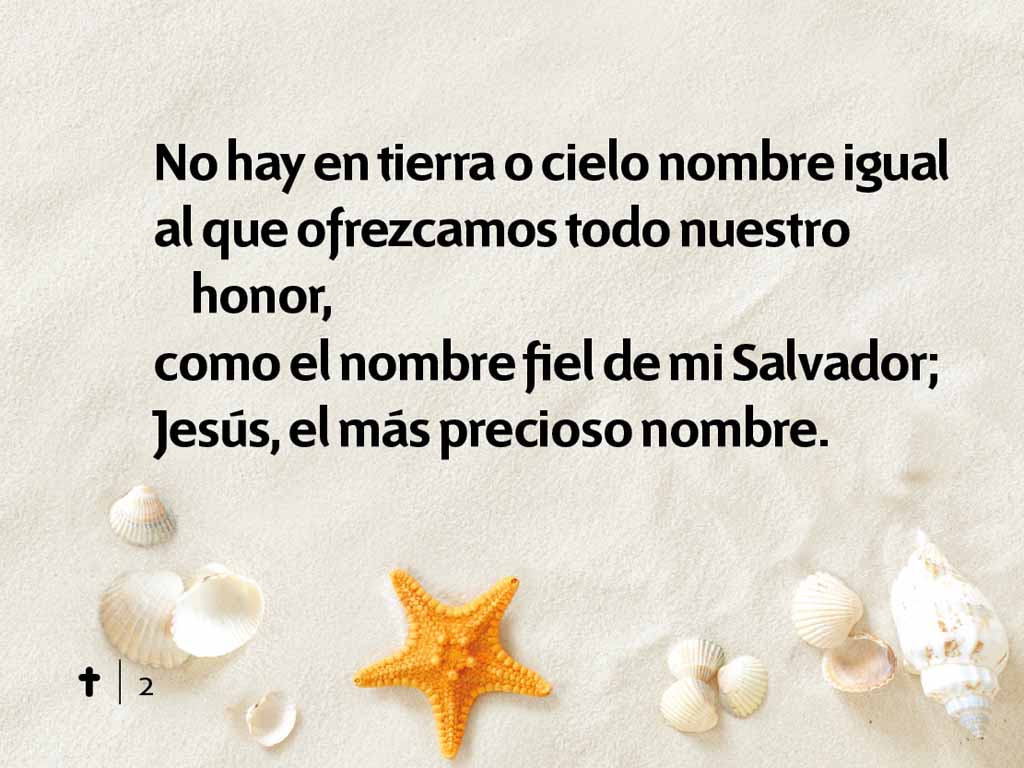 No hay en tierra o cielo nombre igual
al que ofrezcamos todo nuestro
honor,
como el nombre fiel de mi Salvador;
Jesús, el más precioso nombre.
2